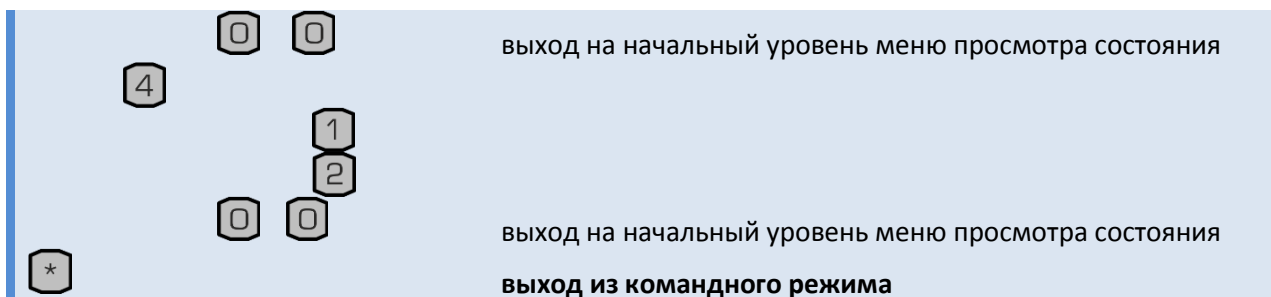 0 0 выход на начальный уровень меню просмотра состояния
4
1
2
0 0 выход на начальный уровень меню просмотра состояния
* выход из командного режима